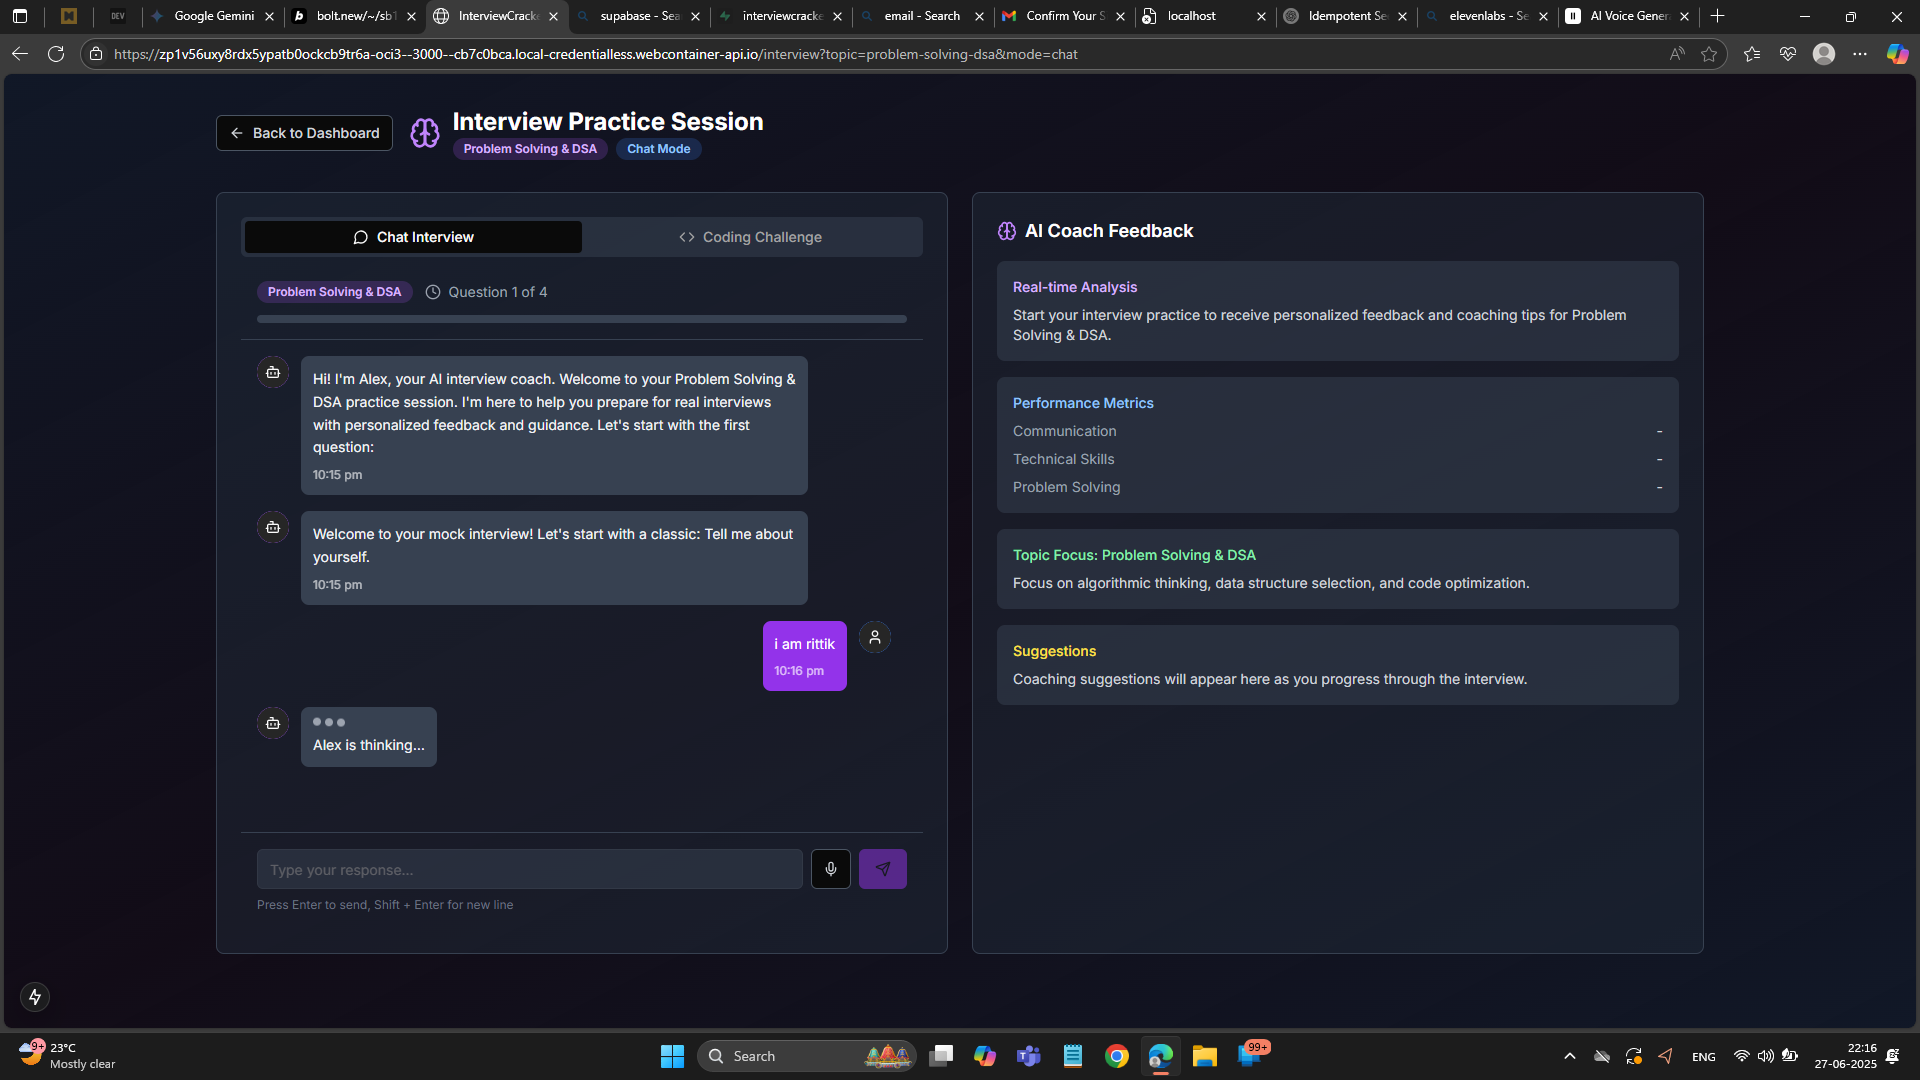 DEV
Google Gemini
bolt.new/~/sb1
InterviewCracke
supabase - Sea
interviewcracke
email - Search
Confirm Your S
localhost
Idempotent Se
elevenlabs - Se
AI Voice Gener
https://zp1v56uxy8rdx5ypatb0ockcb9tr6a-oci3--3000--cb7c0bca.local-credentialless.webcontainer-api.io/interview?topic=problem-solving-dsa&mode=chat
Back to Dashboard
Interview Practice Session
Problem Solving & DSA
Chat Mode
Chat Interview
Coding Challenge
Problem Solving & DSA
Question 1 of 4
Hi! I'm Alex, your AI interview coach. Welcome to your Problem Solving &
DSA practice session. I'm here to help you prepare for real interviews
with personalized feedback and guidance. Let's start with the first
question:
10:15 pm
Welcome to your mock interview! Let's start with a classic: Tell me about
yourself.
10:15 pm
i am rittik
10:16 pm
Alex is thinking...
Type your response...
Press Enter to send, Shift + Enter for new line
AI Coach Feedback
Real-time Analysis
Start your interview practice to receive personalized feedback and coaching tips for Problem
Solving & DSA.
Performance Metrics
Communication -
Technical Skills -
Problem Solving -
Topic Focus: Problem Solving & DSA
Focus on algorithmic thinking, data structure selection, and code optimization.
Suggestions
Coaching suggestions will appear here as you progress through the interview.
9+
23°C
Mostly clear
Search
99+
ENG
22:16
27-06-2025